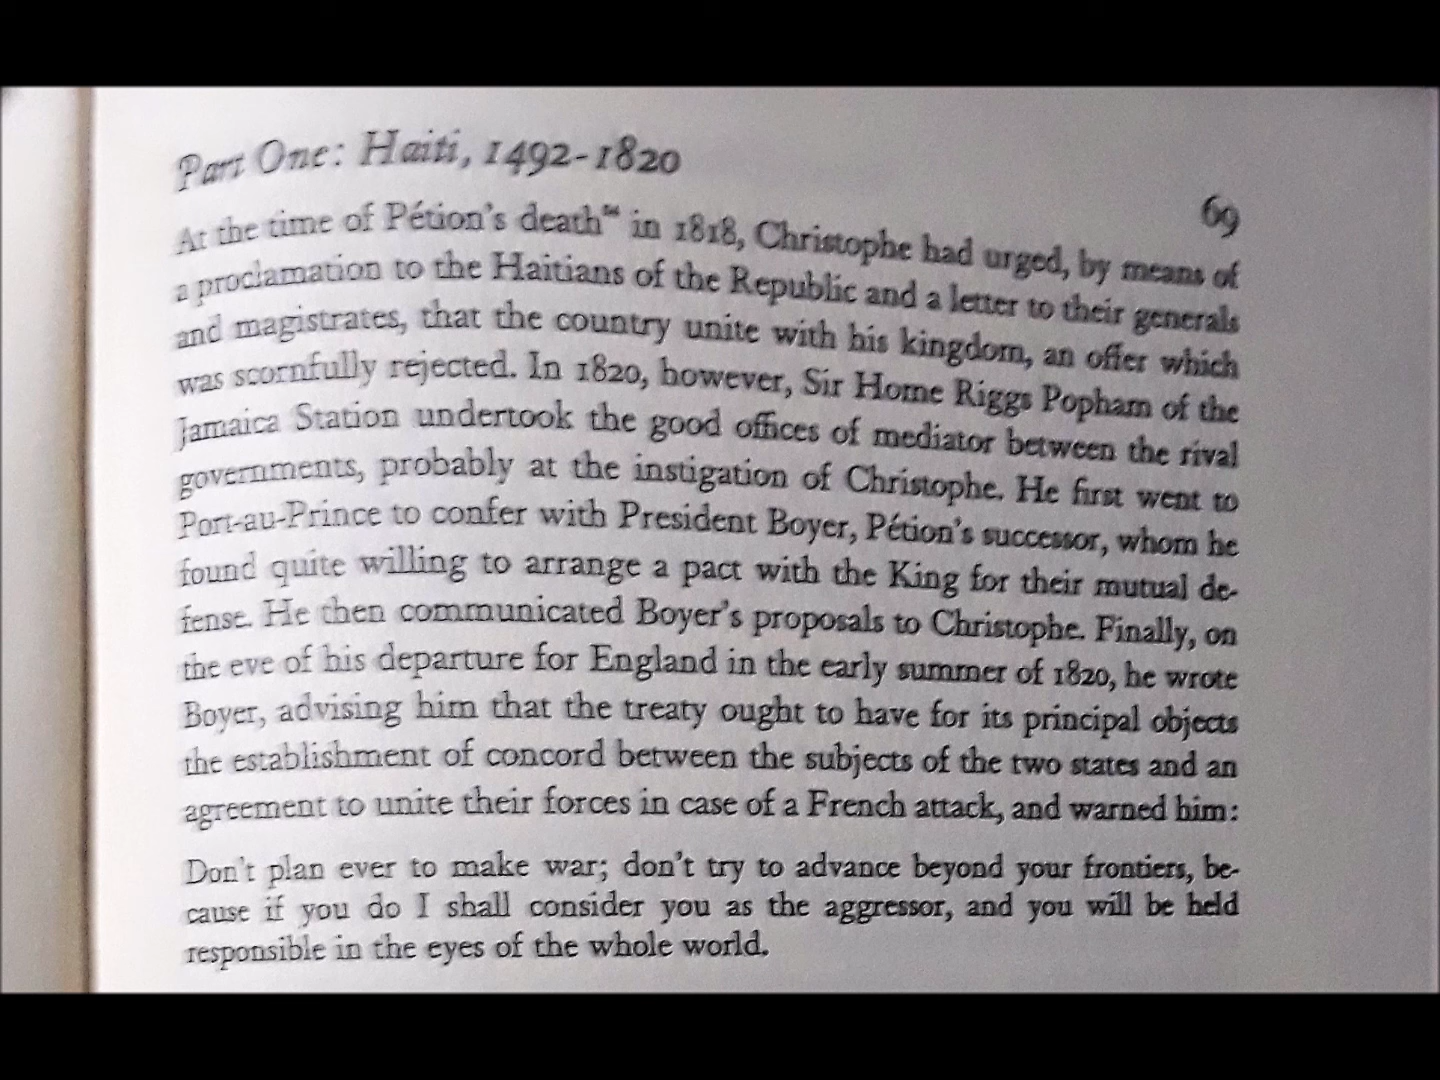 Part One: Haiti, 1492-1820
69
At the time of Pétion's death in 1818, Christophe had urged, by means of
a proclamation to the Haitians of the Republic and a letter to their generals
and magistrates, that the country unite with his kingdom, an offer which
was scornfully rejected. In 1820, however, Sir Home Riggs Popham of the
Jamaica Station undertook the good offices of mediator between the rival
governments, probably at the instigation of Christophe. He first went to
Port-au-Prince to confer with President Boyer, Pétion's successor, whom he
found quite willing to arrange a pact with the King for their mutual de-
fense. He then communicated Boyer's proposals to Christophe. Finally, on
the eve of his departure for England in the early summer of 1820, he wrote
Boyer, advising him that the treaty ought to have for its principal objects
the establishment of concord between the subjects of the two states and an
agreement to unite their forces in case of a French attack, and warned him:
Don't plan ever to make war; don't try to advance beyond your frontiers, be-
cause if you do I shall consider you as the aggressor, and you will be held
responsible in the eyes of the whole world.